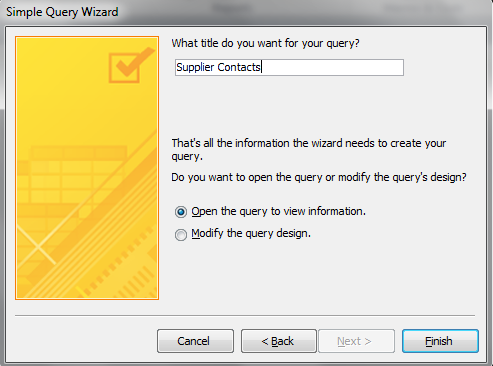 Simple Query Wizard
What title do you want for your query?
Supplier Contacts
That's all the information the wizard needs to create your
query.
Do you want to open the query or modify the query's design?
Open the query to view information.
Modify the query design.
Cancel
< Back
Next >
Finish